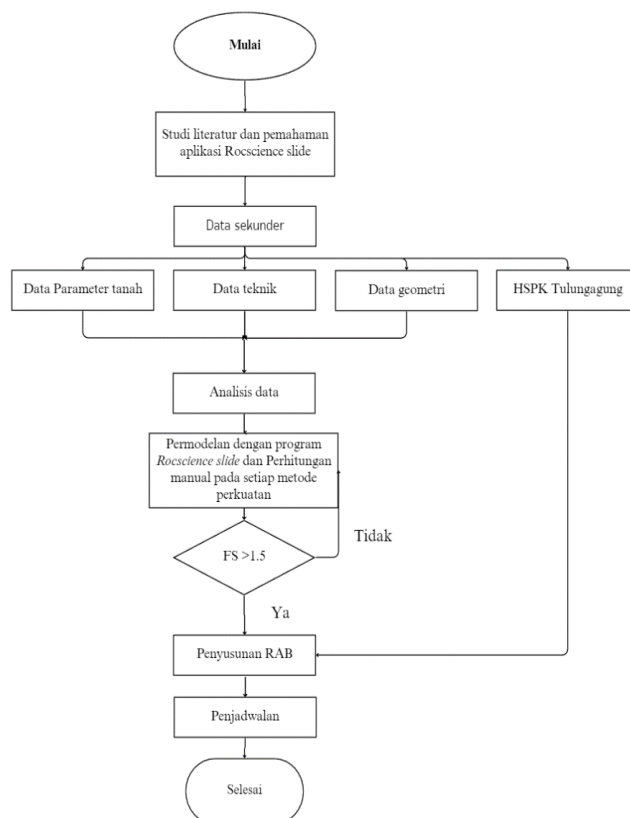 Mulai
Studi literatur dan pemahaman
aplikasi Rocscience slide
Data sekunder
Data Parameter tanah
Data teknik
Data geometri
HSPK Tulungagung
Analisis data
Permodelan dengan program
Rocscience slide dan Perhitungan
manual pada setiap metode
perkuatan
Tidak
FS >1.5
Ya
Penyusunan RAB
Penjadwalan
Selesai